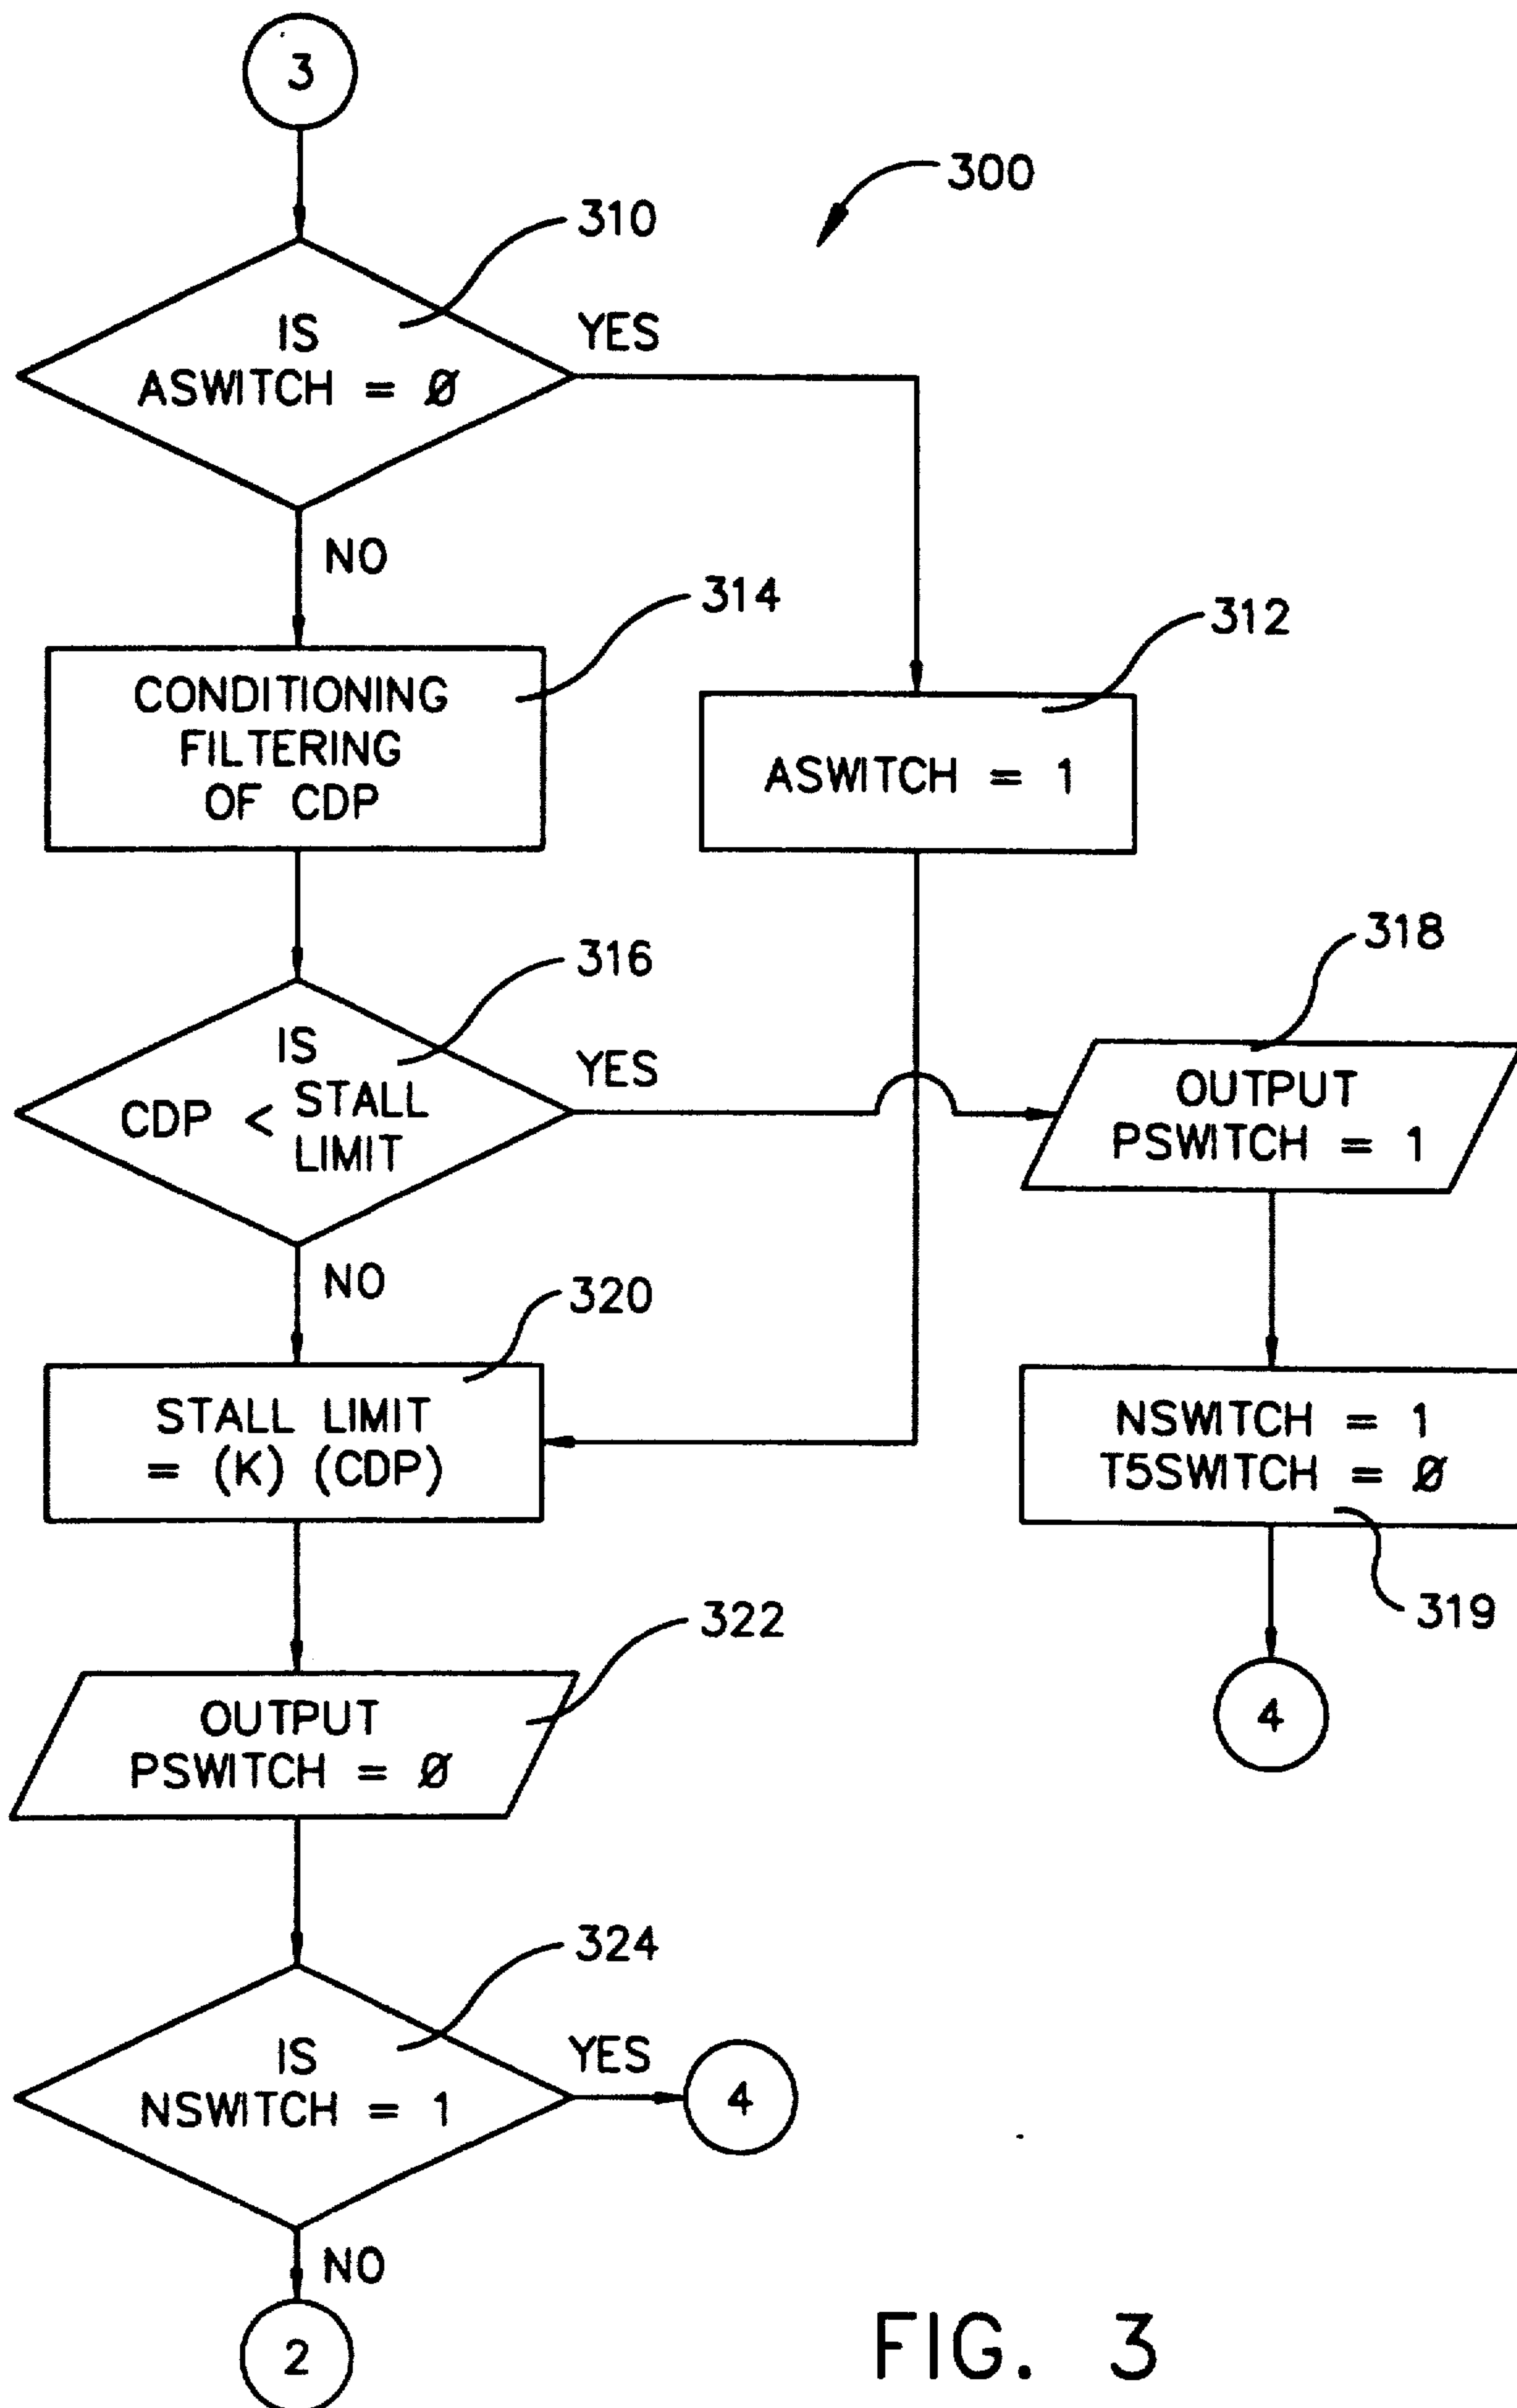 3
300
310
IS
ASWITCH = Ø
YES
NO
314
312
CONDITIONING
FILTERING
OF CDP
ASWITCH = 1
318
316
IS
CDP < STALL
LIMIT
YES
OUTPUT
PSWITCH = 1
NO
320
STALL LIMIT
= (K) (CDP)
NSWITCH = 1
T5SWITCH = Ø
319
322
OUTPUT
PSWITCH = Ø
4
324
IS
NSWITCH = 1
YES
4
NO
2
FIG. 3